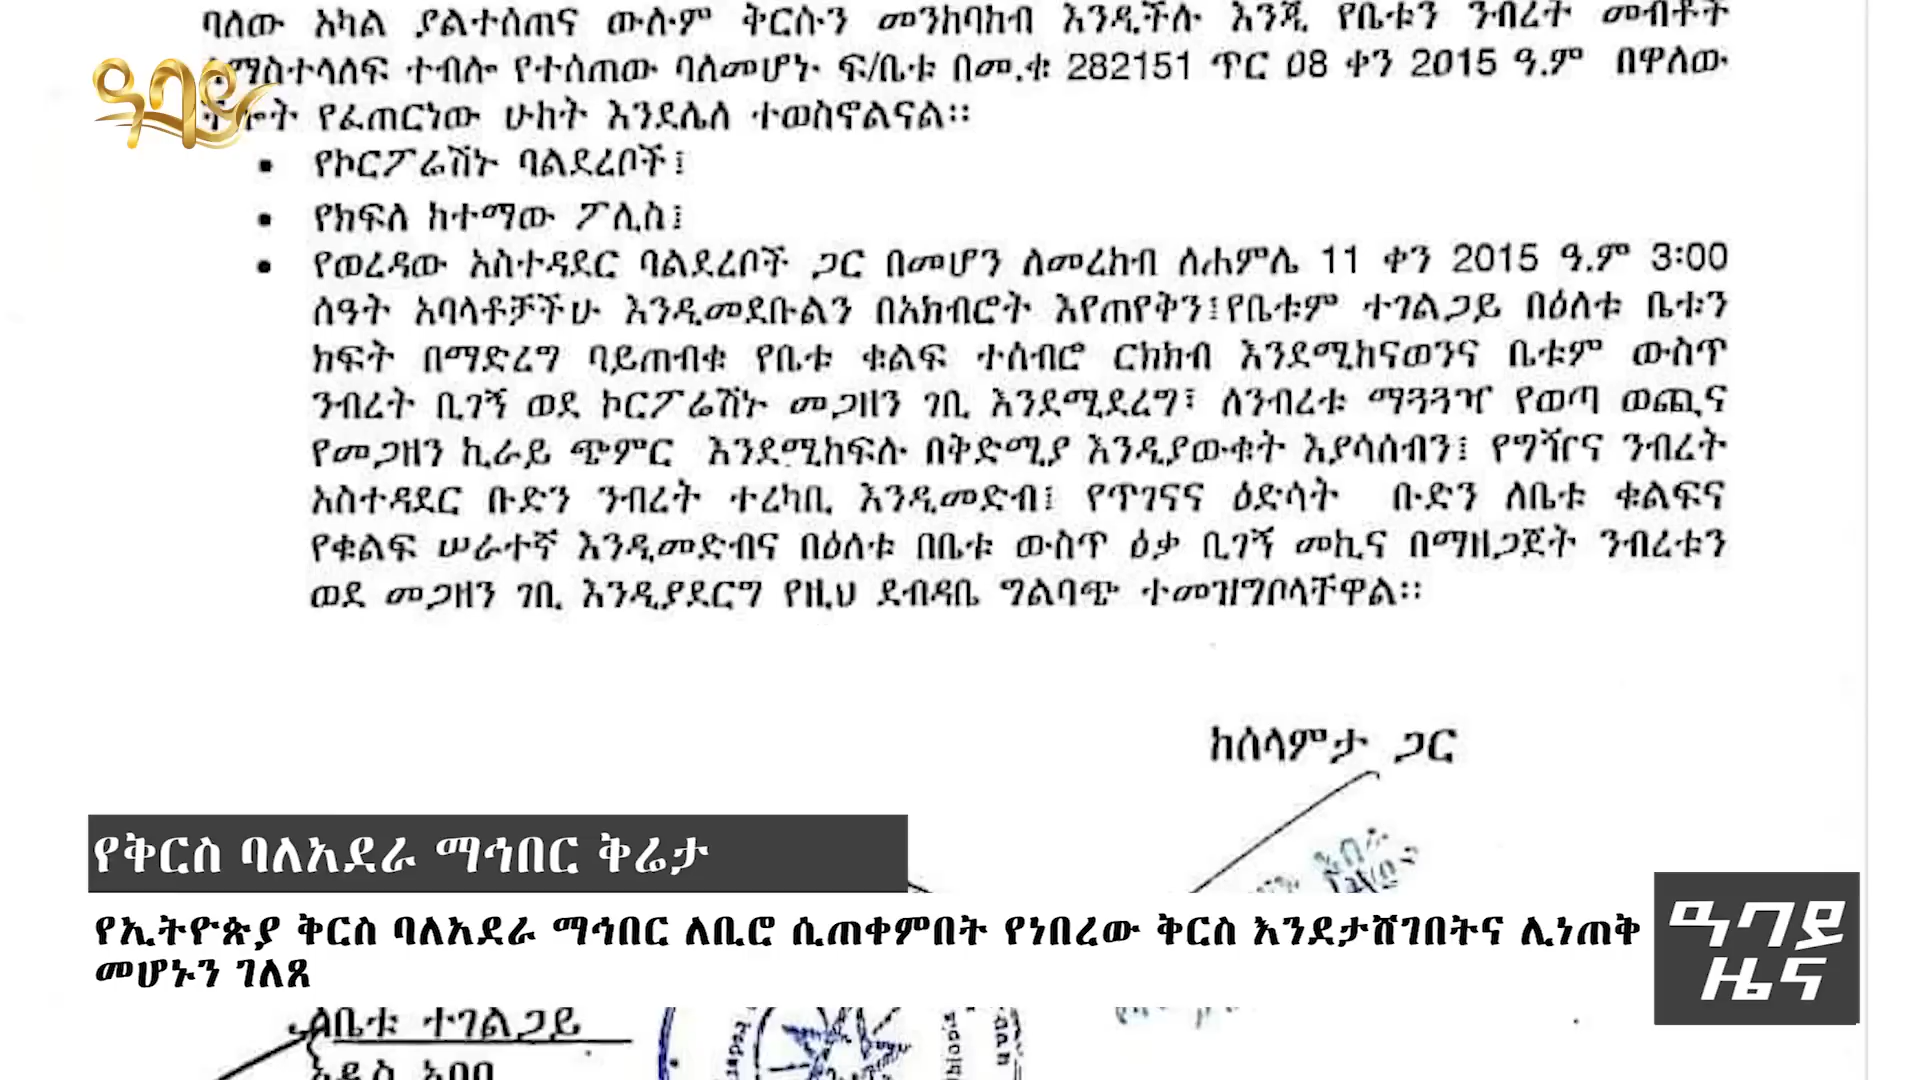 ባለው አካል ያልተሰጠና ውሉም ቅርሱን መንከባከብ እንዲችሉ እንጂ የቤቱን ንብረት መብቶች
ዓባይ
ለማስተላለፍ ተብሎ የተሰጠው ባለመሆኑ ፍ/ቤቱ በመ.ቁ 282151 ጥር 08 ቀን 2015 ዓ.ም በዋለው
ችሎት የፈጠርነው ሁከት እንደሌለ ተወስኖልናል፡፡
• የኮርፖሬሽኑ ባልደረቦች፤
• የክፍለ ከተማው ፖሊስ፤
• የወረዳው አስተዳደር ባልደረቦች ጋር በመሆን ለመረከብ ለሐምሌ 11 ቀን 2015 ዓ.ም 3፡00
ሰዓት አባላቶቻችሁ እንዲመደቡልን በአክብሮት እየጠየቅን፤የቤቱም ተገልጋይ በዕለቱ ቤቱን
ክፍት በማድረግ ባይጠብቁ የቤቱ ቁልፍ ተሰብሮ ርክክብ እንደሚከናወንና ቤቱም ውስጥ
ንብረት ቢገኝ ወደ ኮርፖሬሽኑ መጋዘን ገቢ እንደሚደረግ፣ ለንብረቱ ማጓጓዣ የወጣ ወጪና
የመጋዘን ኪራይ ጭምር እንደሚከፍሉ በቅድሚያ እንዲያውቁት እያሳሰብን፤ የግዥና ንብረት
አስተዳደር ቡድን ንብረት ተረካቢ እንዲመድብ፤ የጥገናና ዕድሳት ቡድን ለቤቱ ቁልፍና
የቁልፍ ሠራተኛ እንዲመድብና በዕለቱ በቤቱ ውስጥ ዕቃ ቢገኝ መኪና በማዘጋጀት ንብረቱን
ወደ መጋዘን ገቢ እንዲያደርግ የዚህ ደብዳቤ ግልባጭ ተመዝግቦላቸዋል፡፡
ከሰላምታ ጋር
የቅርስ ባለአደራ ማኅበር ቅሬታ
የኢትዮጵያ ቅርስ ባለአደራ ማኅበር ለቢሮ ሲጠቀምበት የነበረው ቅርስ እንደታሸገበትና ሊነጠቅ
መሆኑን ገለጸ
ዓባይ
ዜና
ለቤቱ ተገልጋይ
አዲስ አበባ